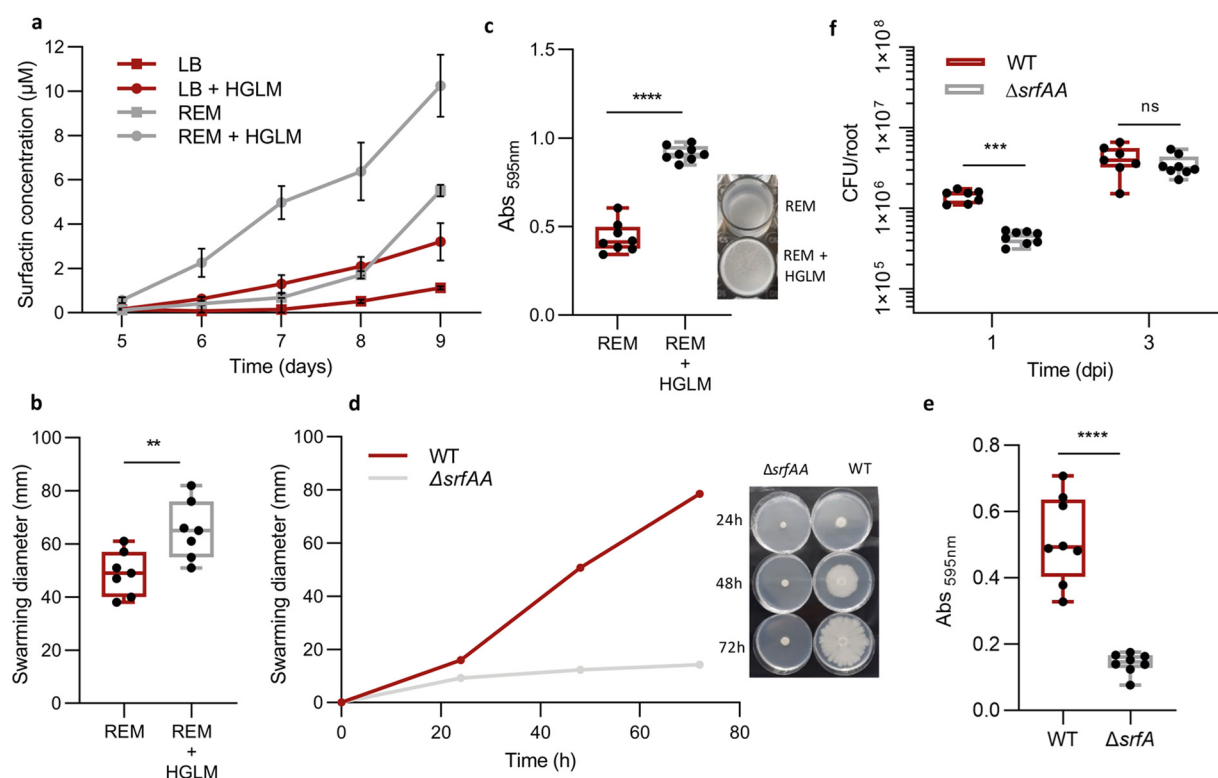 a
Surfactin concentration (µM)
12
10
8
6
4
2
0
LB
LB + HGLM
REM
REM + HGLM
5 6 7 8 9
Time (days)
c
Abs 595nm
1.5
1.0
0.5
0.0
****
REM
REM
+
HGLM
REM
REM +
HGLM
f
CFU/root
1×10⁸
1×10⁷
1×10⁶
1×10⁵
WT
ΔsrfAA
***
ns
1 3
Time (dpi)
b
Swarming diameter (mm)
100
80
60
40
20
0
**
REM
REM
+
HGLM
d
Swarming diameter (mm)
100
80
60
40
20
0
WT
ΔsrfAA
0 20 40 60 80
Time (h)
ΔsrfAA WT
24h
48h
72h
e
Abs 595nm
0.8
0.6
0.4
0.2
0.0
****
WT ΔsrfA